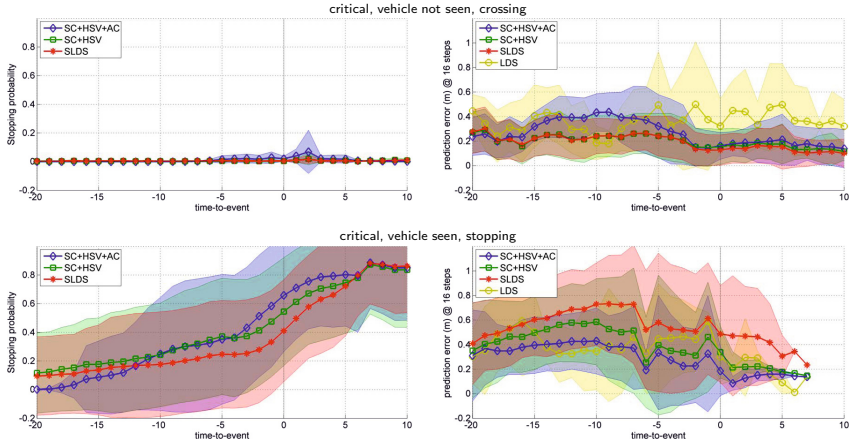 critical, vehicle not seen, crossing
Stopping probability
0.8
0.6
0.4
0.2
0
-0.2
SC+HSV+AC
SC+HSV
SLDS
-20 -15 -10 -5 0 5 10
time-to-event
prediction error (m) @ 16 steps
1
0.8
0.6
0.4
0.2
0
-0.2
SC+HSV+AC
SC+HSV
SLDS
LDS
-20 -15 -10 -5 0 5 10
time-to-event
critical, vehicle seen, stopping
Stopping probability
0.8
0.6
0.4
0.2
0
-0.2
SC+HSV+AC
SC+HSV
SLDS
-20 -15 -10 -5 0 5 10
time-to-event
prediction error (m) @ 16 steps
1
0.8
0.6
0.4
0.2
0
-0.2
SC+HSV+AC
SC+HSV
SLDS
LDS
-20 -15 -10 -5 0 5 10
time-to-event